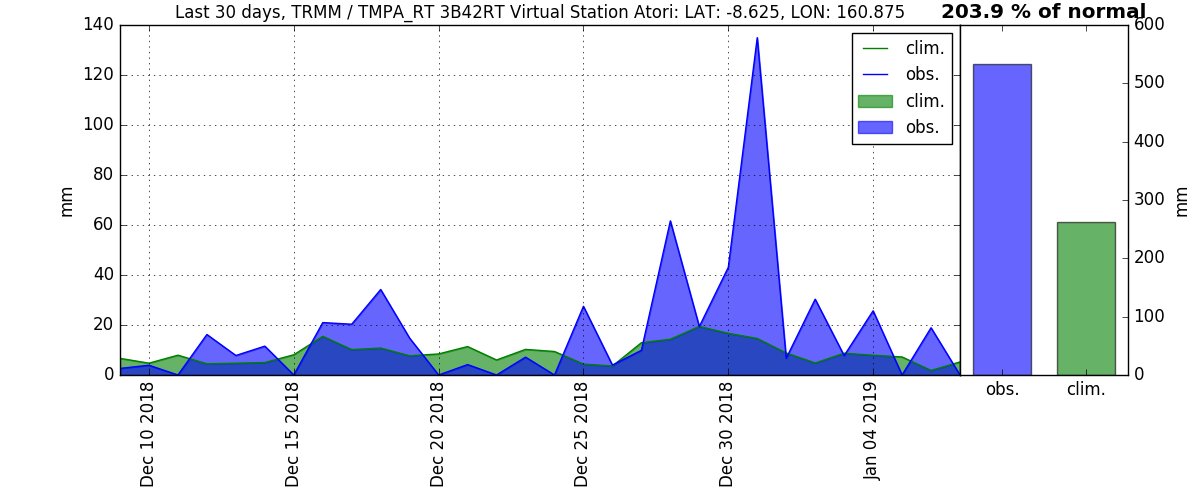 Last 30 days, TRMM / TMPA_RT 3B42RT Virtual Station Atori: LAT: -8.625, LON: 160.875
203.9 % of normal
140
120
100
80
60
40
20
0
mm
clim.
obs.
clim.
obs.
Dec 10 2018
Dec 15 2018
Dec 20 2018
Dec 25 2018
Dec 30 2018
Jan 04 2019
600
500
400
300
200
100
0
mm
obs.
clim.